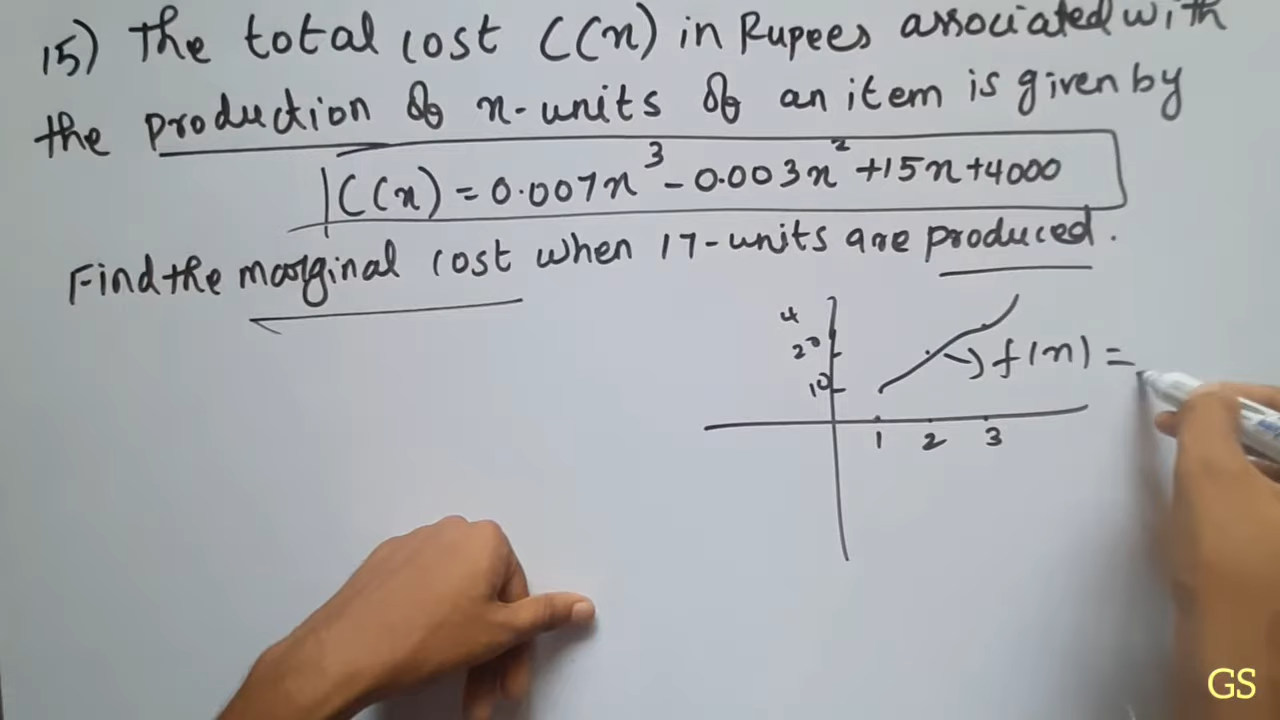 15) The total cost C(x) in Rupees associated with
the production of x-units of an item is given by
C(x) = 0.007x³ - 0.003x² + 15x + 4000
Find the marginal cost when 17-units are produced.
4
20
10
f(x) =
1 2 3
GS